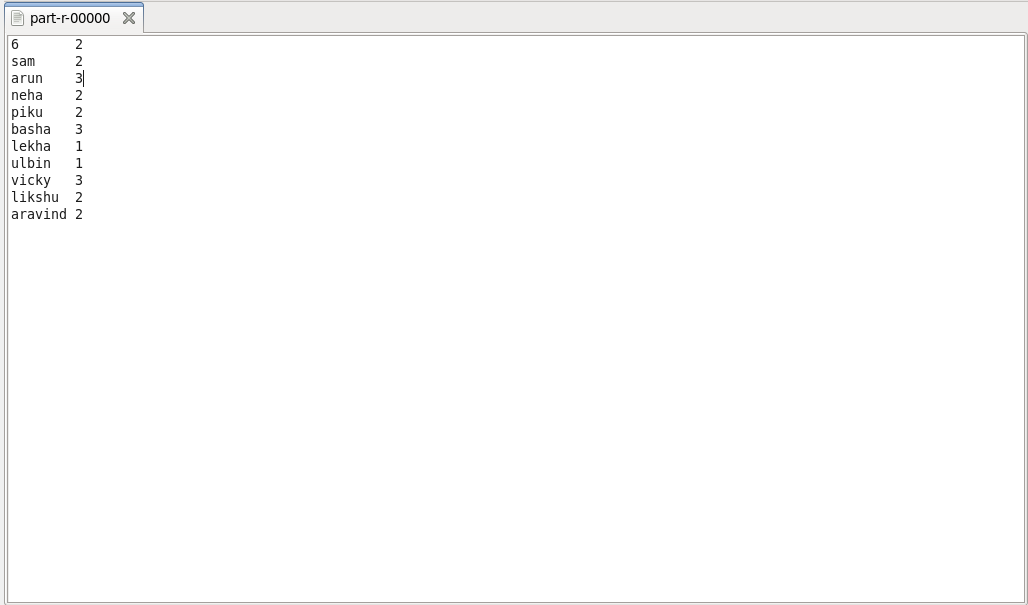 part-r-00000
6 2
sam 2
arun 3
neha 2
piku 2
basha 3
lekha 1
ulbin 1
vicky 3
likshu 2
aravind 2